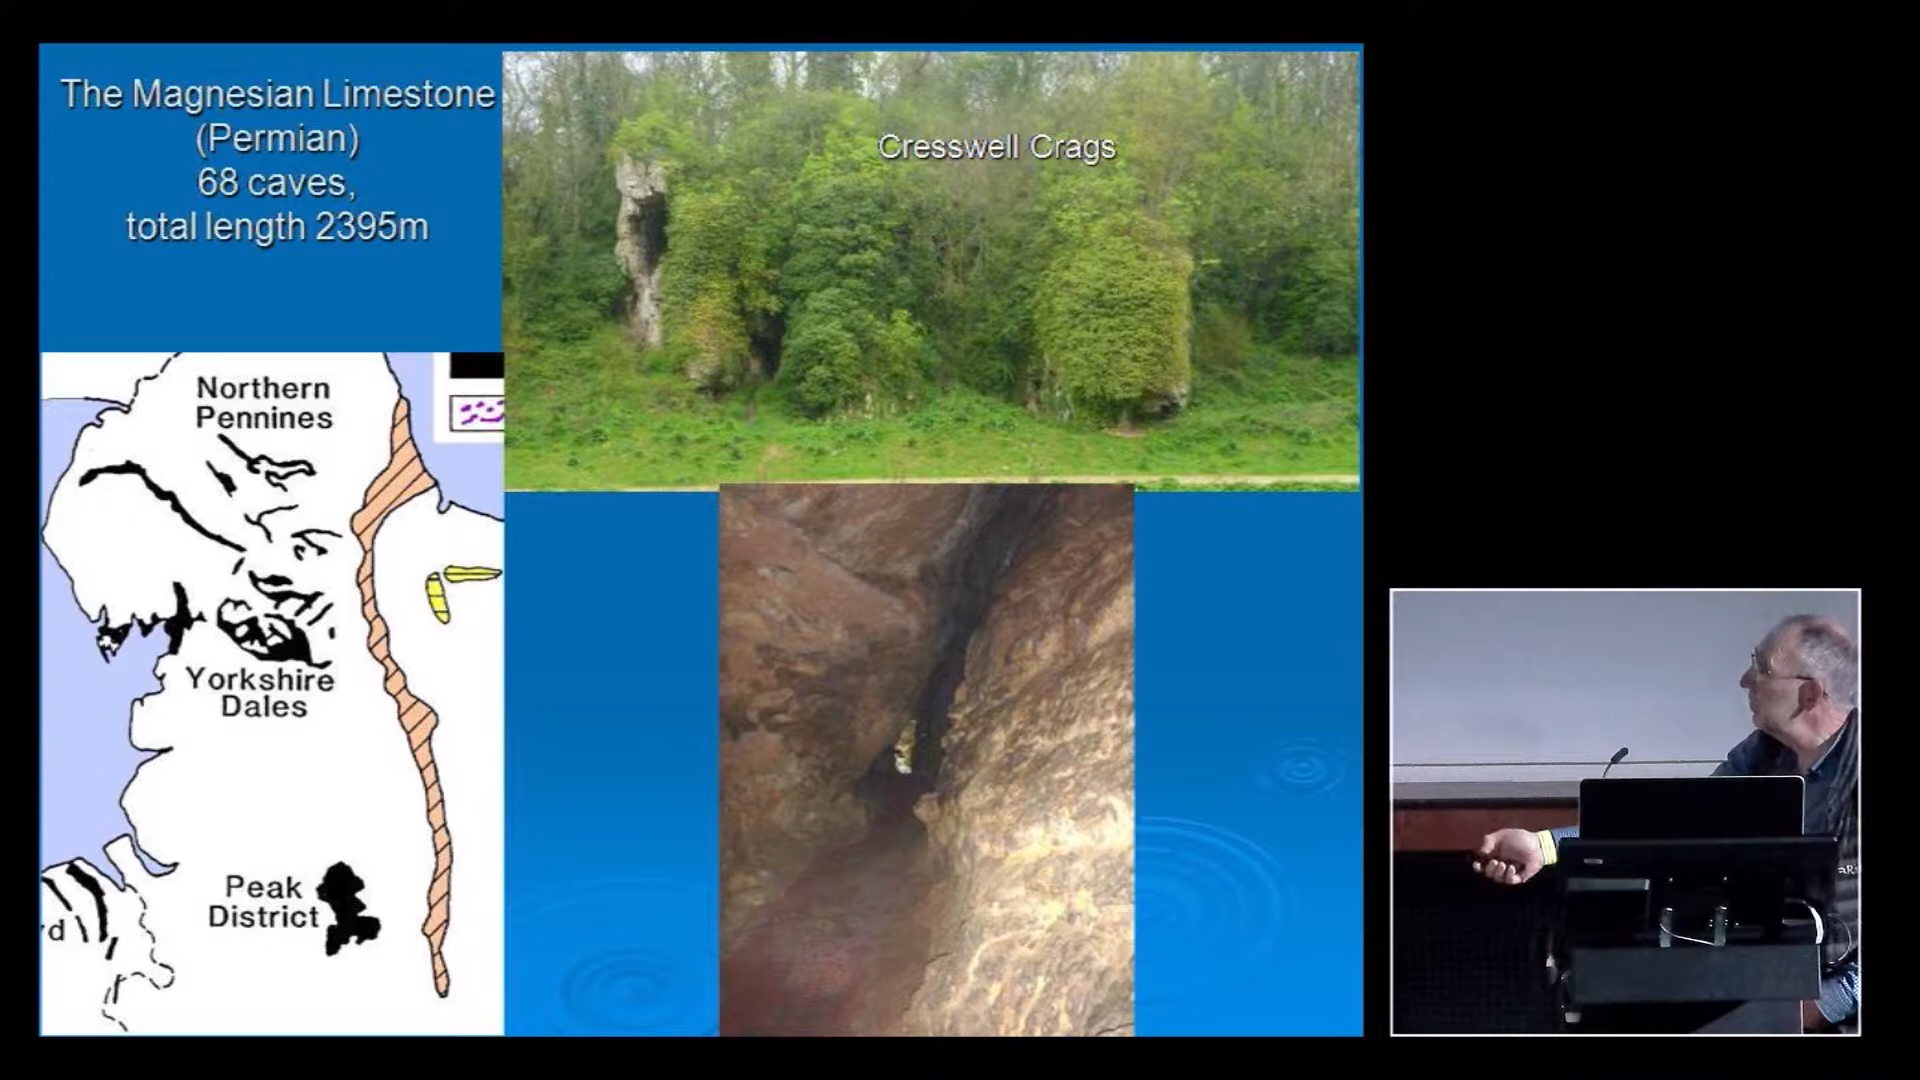 The Magnesian Limestone
(Permian)
68 caves,
total length 2395m
Cresswell Crags
Northern
Pennines
Yorkshire
Dales
Peak
District